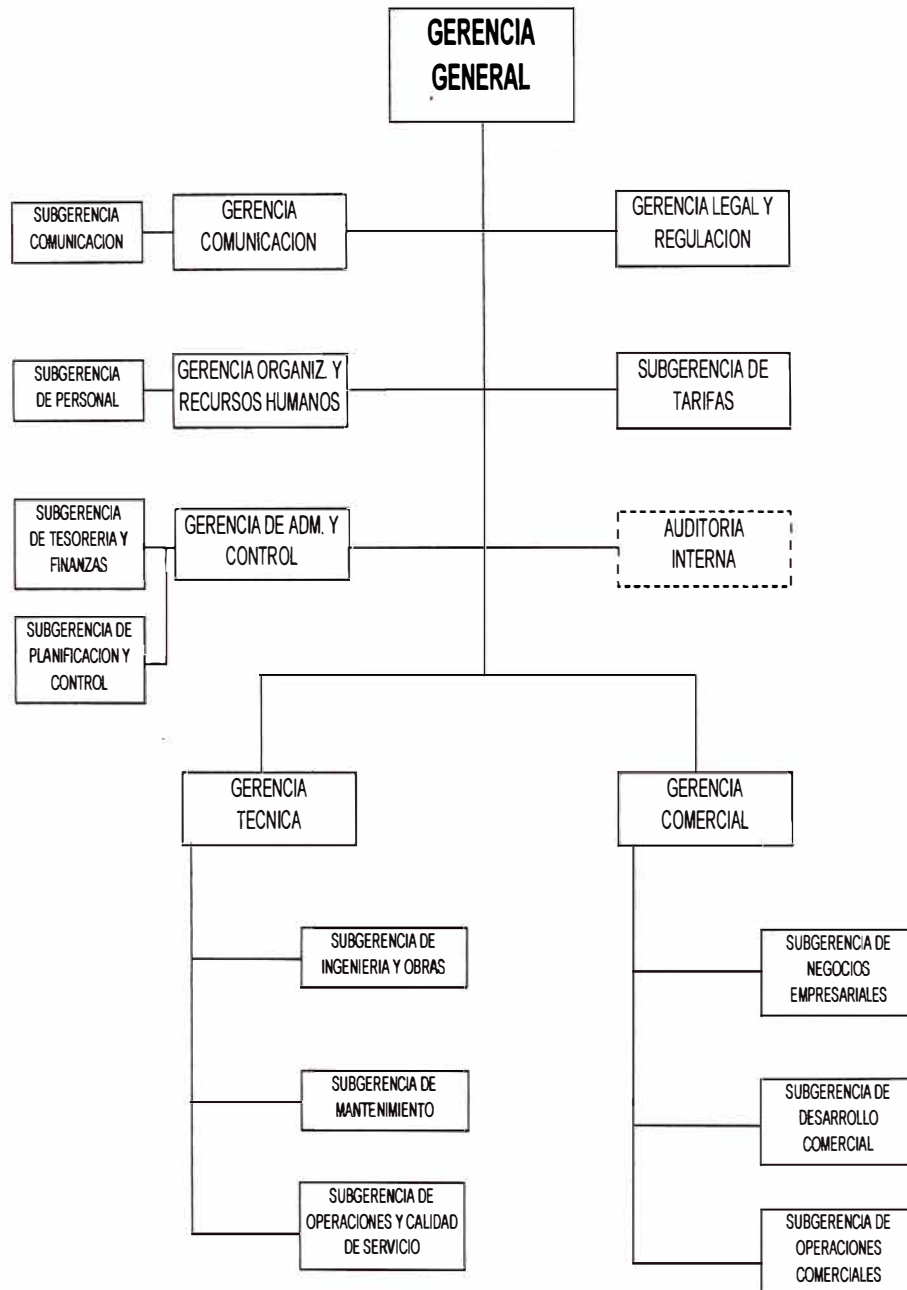 GERENCIA
GENERAL
SUBGERENCIA
COMUNICACION
GERENCIA
COMUNICACION
GERENCIA LEGAL Y
REGULACION
SUBGERENCIA
DE PERSONAL
GERENCIA ORGANIZ. Y
RECURSOS HUMANOS
SUBGERENCIA DE
TARIFAS
SUBGERENCIA
DE TESORERIA Y
FINANZAS
GERENCIA DE ADM. Y
CONTROL
AUDITORIA
INTERNA
SUBGERENCIA DE
PLANIFICACION Y
CONTROL
GERENCIA
TECNICA
GERENCIA
COMERCIAL
SUBGERENCIA DE
INGENIERIA Y OBRAS
SUBGERENCIA DE
MANTENIMIENTO
SUBGERENCIA DE
OPERACIONES Y CALIDAD
DE SERVICIO
SUBGERENCIA DE
NEGOCIOS
EMPRESARIALES
SUBGERENCIA DE
DESARROLLO
COMERCIAL
SUBGERENCIA DE
OPERACIONES
COMERCIALES